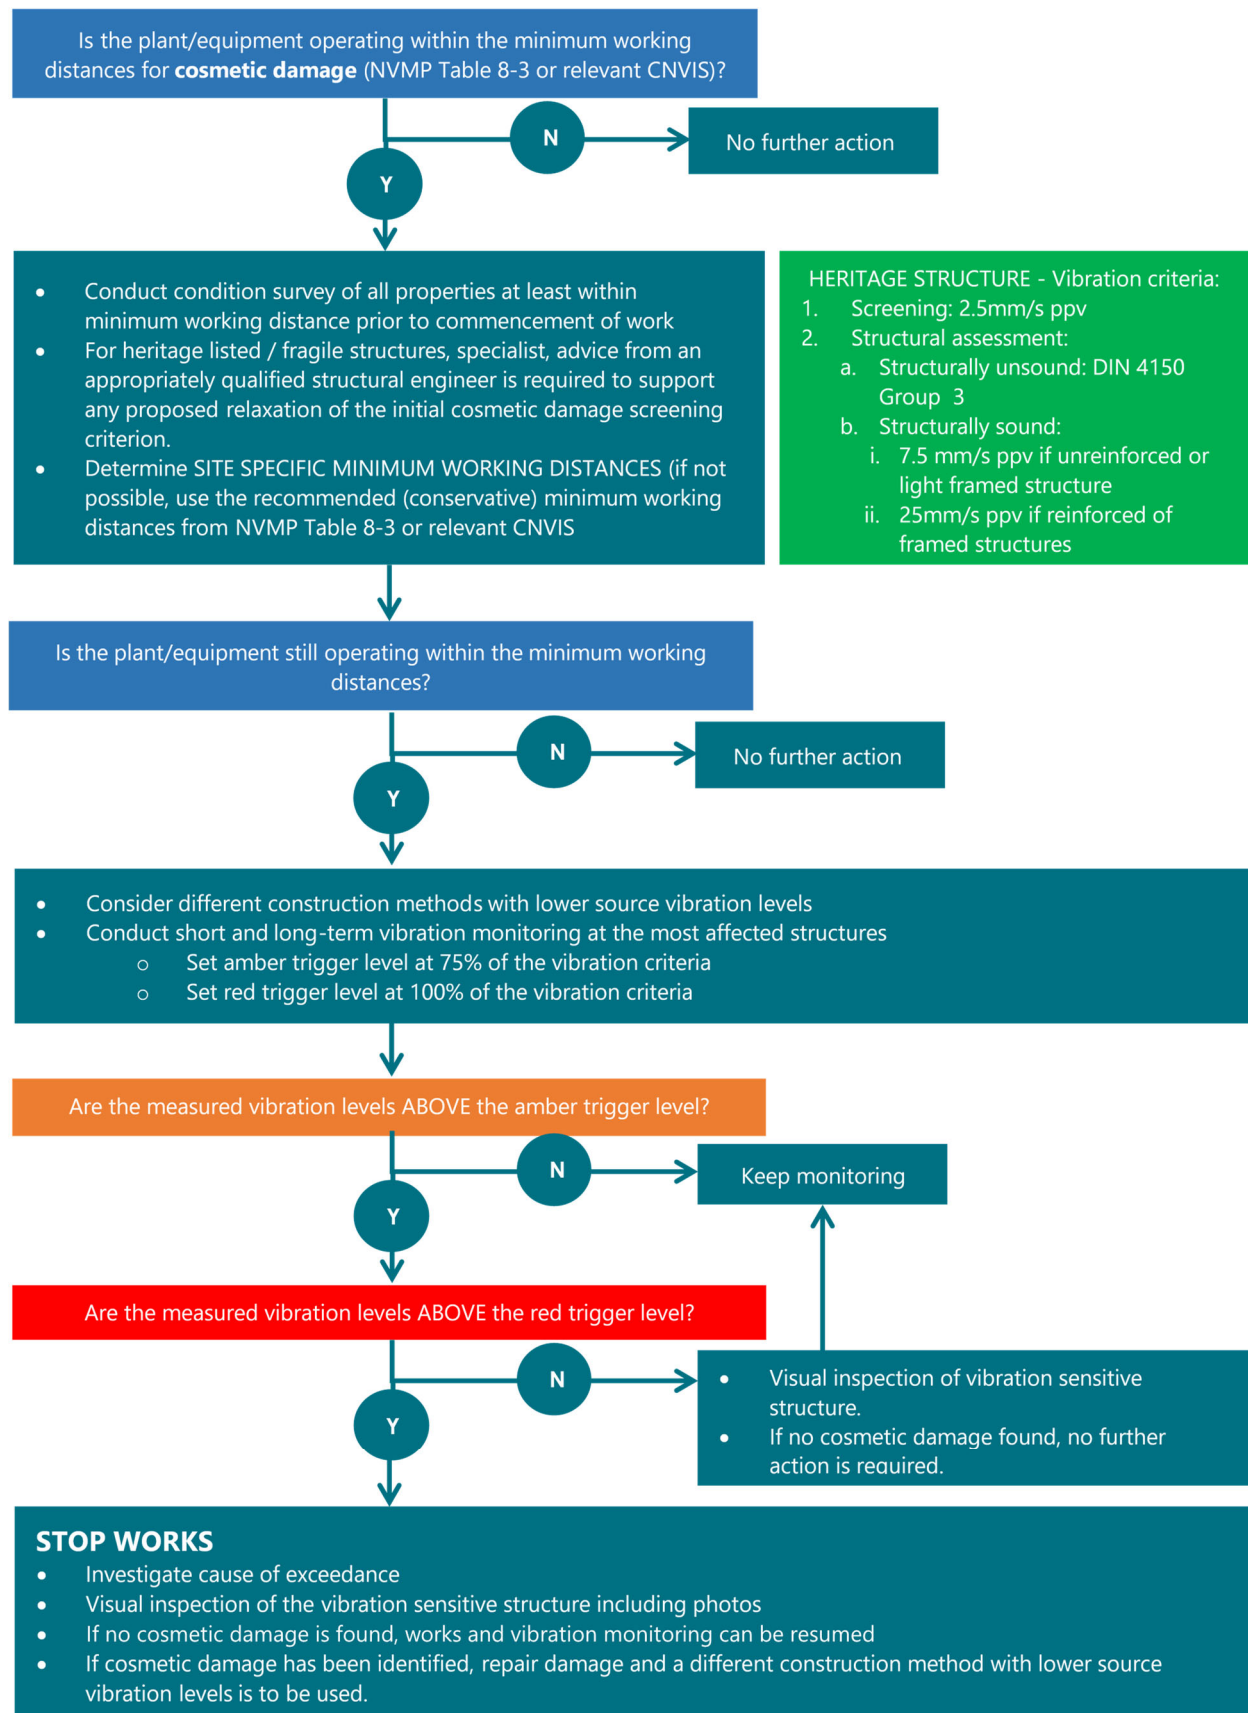 Is the plant/equipment operating within the minimum working
distances for cosmetic damage (NVMP Table 8-3 or relevant CNVIS)?
N
No further action
Y
• Conduct condition survey of all properties at least within
minimum working distance prior to commencement of work
• For heritage listed / fragile structures, specialist, advice from an
appropriately qualified structural engineer is required to support
any proposed relaxation of the initial cosmetic damage screening
criterion.
• Determine SITE SPECIFIC MINIMUM WORKING DISTANCES (if not
possible, use the recommended (conservative) minimum working
distances from NVMP Table 8-3 or relevant CNVIS
HERITAGE STRUCTURE - Vibration criteria:
1. Screening: 2.5mm/s ppv
2. Structural assessment:
a. Structurally unsound: DIN 4150
Group 3
b. Structurally sound:
i. 7.5 mm/s ppv if unreinforced or
light framed structure
ii. 25mm/s ppv if reinforced of
framed structures
Is the plant/equipment still operating within the minimum working
distances?
N
No further action
Y
• Consider different construction methods with lower source vibration levels
• Conduct short and long-term vibration monitoring at the most affected structures
o Set amber trigger level at 75% of the vibration criteria
o Set red trigger level at 100% of the vibration criteria
Are the measured vibration levels ABOVE the amber trigger level?
N
Keep monitoring
Y
Are the measured vibration levels ABOVE the red trigger level?
N
• Visual inspection of vibration sensitive
structure.
• If no cosmetic damage found, no further
action is required.
Y
STOP WORKS
• Investigate cause of exceedance
• Visual inspection of the vibration sensitive structure including photos
• If no cosmetic damage is found, works and vibration monitoring can be resumed
• If cosmetic damage has been identified, repair damage and a different construction method with lower source
vibration levels is to be used.